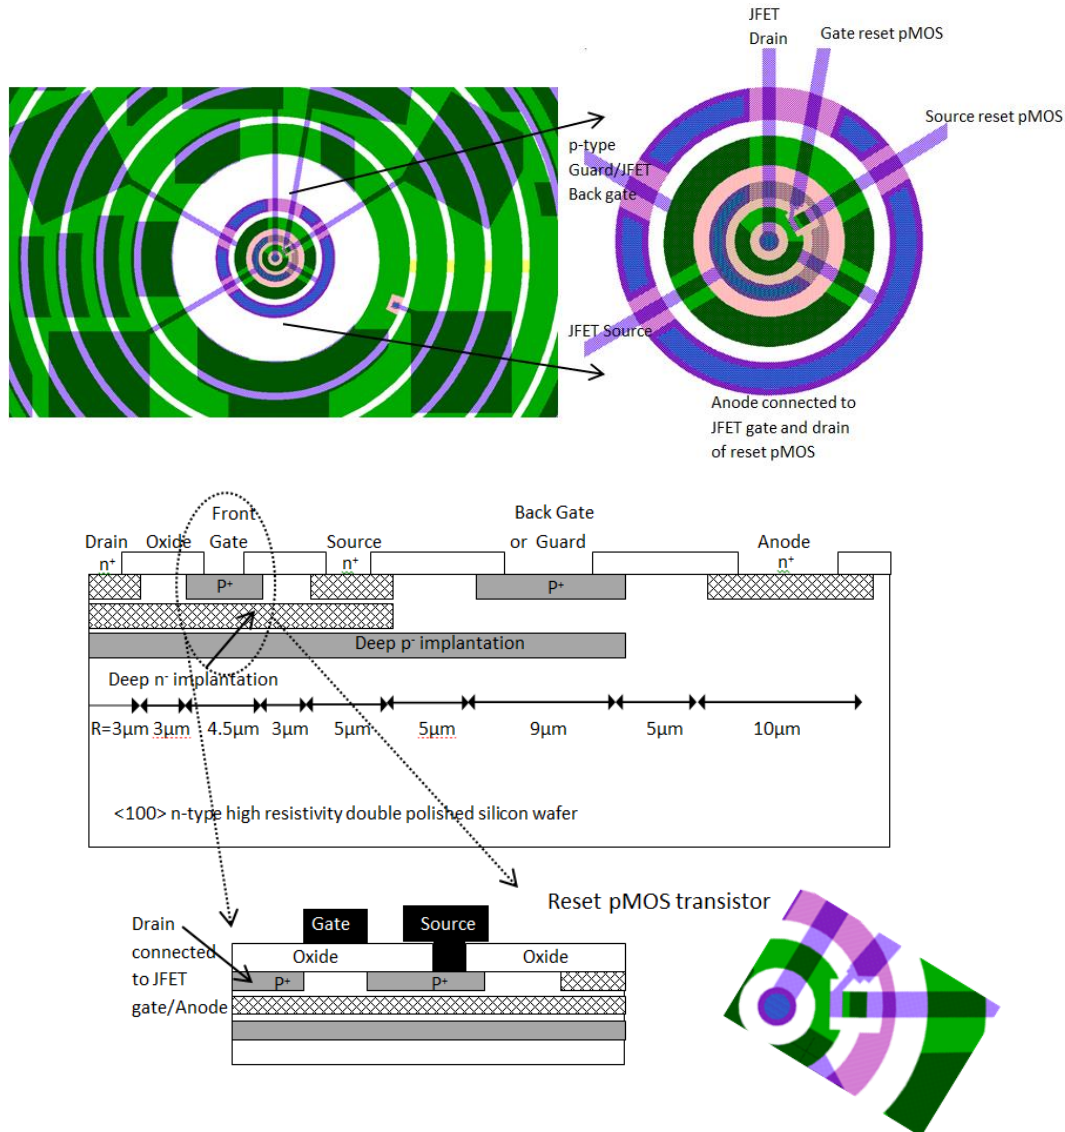 JFET
Drain
Gate reset pMOS
Source reset pMOS
p-type
Guard/JFET
Back gate
JFET Source
Anode connected to
JFET gate and drain
of reset pMOS
Front
Back Gate
Drain Oxide Gate Source or Guard Anode
n+ n+ n+
P+ P+
Deep p- implantation
Deep n- implantation
R=3µm 3µm 4.5µm 3µm 5µm 5µm 9µm 5µm 10µm
<100> n-type high resistivity double polished silicon wafer
Reset pMOS transistor
Drain
connected
to JFET
gate/Anode
Gate Source
Oxide Oxide
P+ P+